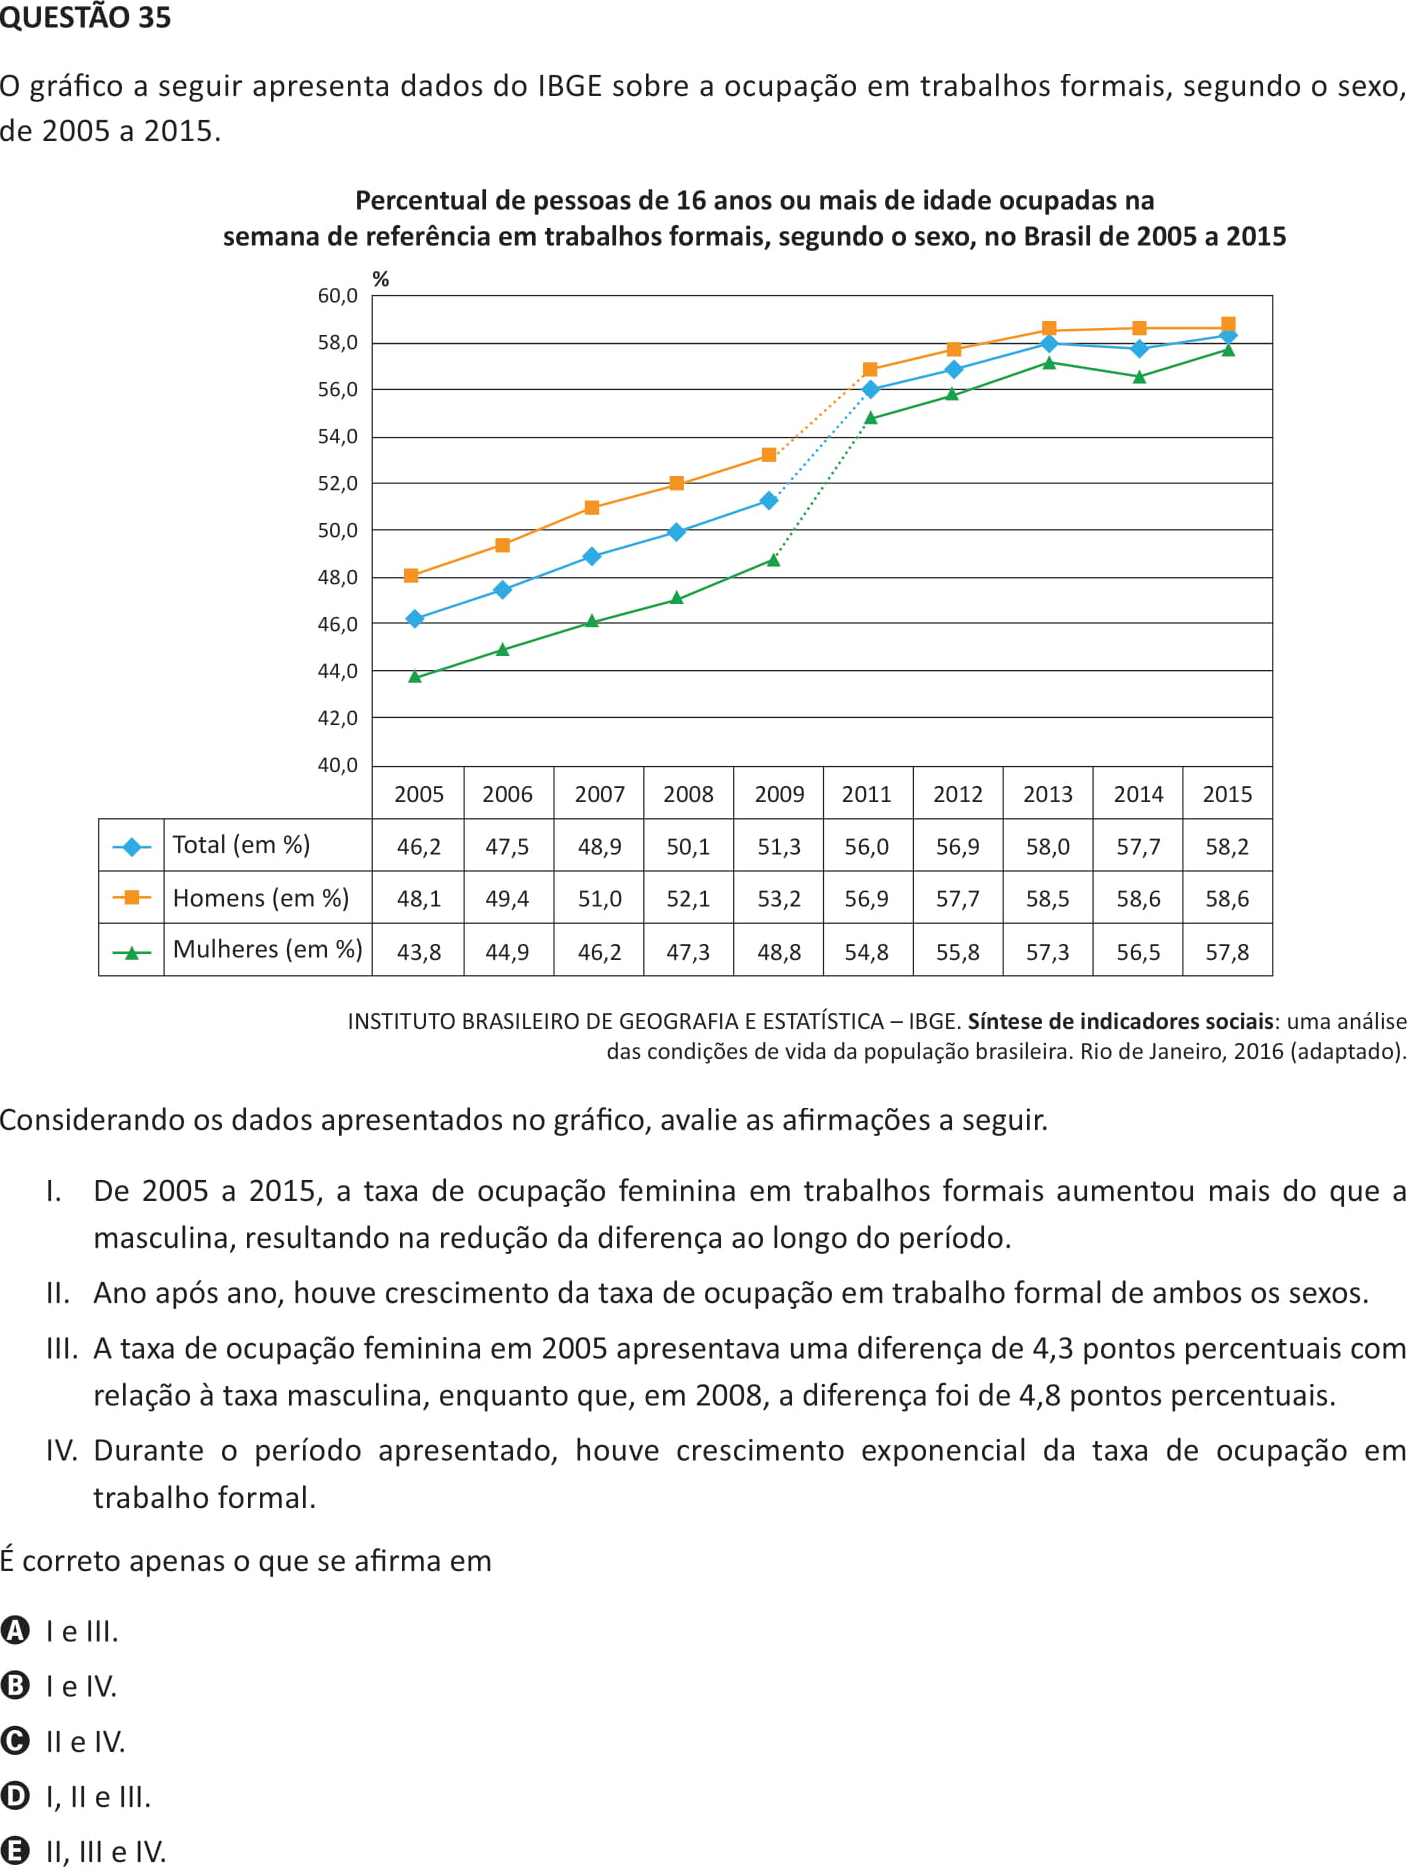 QUESTÃO 35
O gráfico a seguir apresenta dados do IBGE sobre a ocupação em trabalhos formais, segundo o sexo,
de 2005 a 2015.
Percentual de pessoas de 16 anos ou mais de idade ocupadas na
semana de referência em trabalhos formais, segundo o sexo, no Brasil de 2005 a 2015
%
60,0
58,0
56,0
54,0
52,0
50,0
48,0
46,0
44,0
42,0
40,0
2005 2006 2007 2008 2009 2011 2012 2013 2014 2015
Total (em %) 46,2 47,5 48,9 50,1 51,3 56,0 56,9 58,0 57,7 58,2
Homens (em %) 48,1 49,4 51,0 52,1 53,2 56,9 57,7 58,5 58,6 58,6
Mulheres (em %) 43,8 44,9 46,2 47,3 48,8 54,8 55,8 57,3 56,5 57,8
INSTITUTO BRASILEIRO DE GEOGRAFIA E ESTATÍSTICA – IBGE. Síntese de indicadores sociais: uma análise
das condições de vida da população brasileira. Rio de Janeiro, 2016 (adaptado).
Considerando os dados apresentados no gráfico, avalie as afirmações a seguir.
I. De 2005 a 2015, a taxa de ocupação feminina em trabalhos formais aumentou mais do que a
masculina, resultando na redução da diferença ao longo do período.
II. Ano após ano, houve crescimento da taxa de ocupação em trabalho formal de ambos os sexos.
III. A taxa de ocupação feminina em 2005 apresentava uma diferença de 4,3 pontos percentuais com
relação à taxa masculina, enquanto que, em 2008, a diferença foi de 4,8 pontos percentuais.
IV. Durante o período apresentado, houve crescimento exponencial da taxa de ocupação em
trabalho formal.
É correto apenas o que se afirma em
A I e III.
B I e IV.
C II e IV.
D I, II e III.
E II, III e IV.